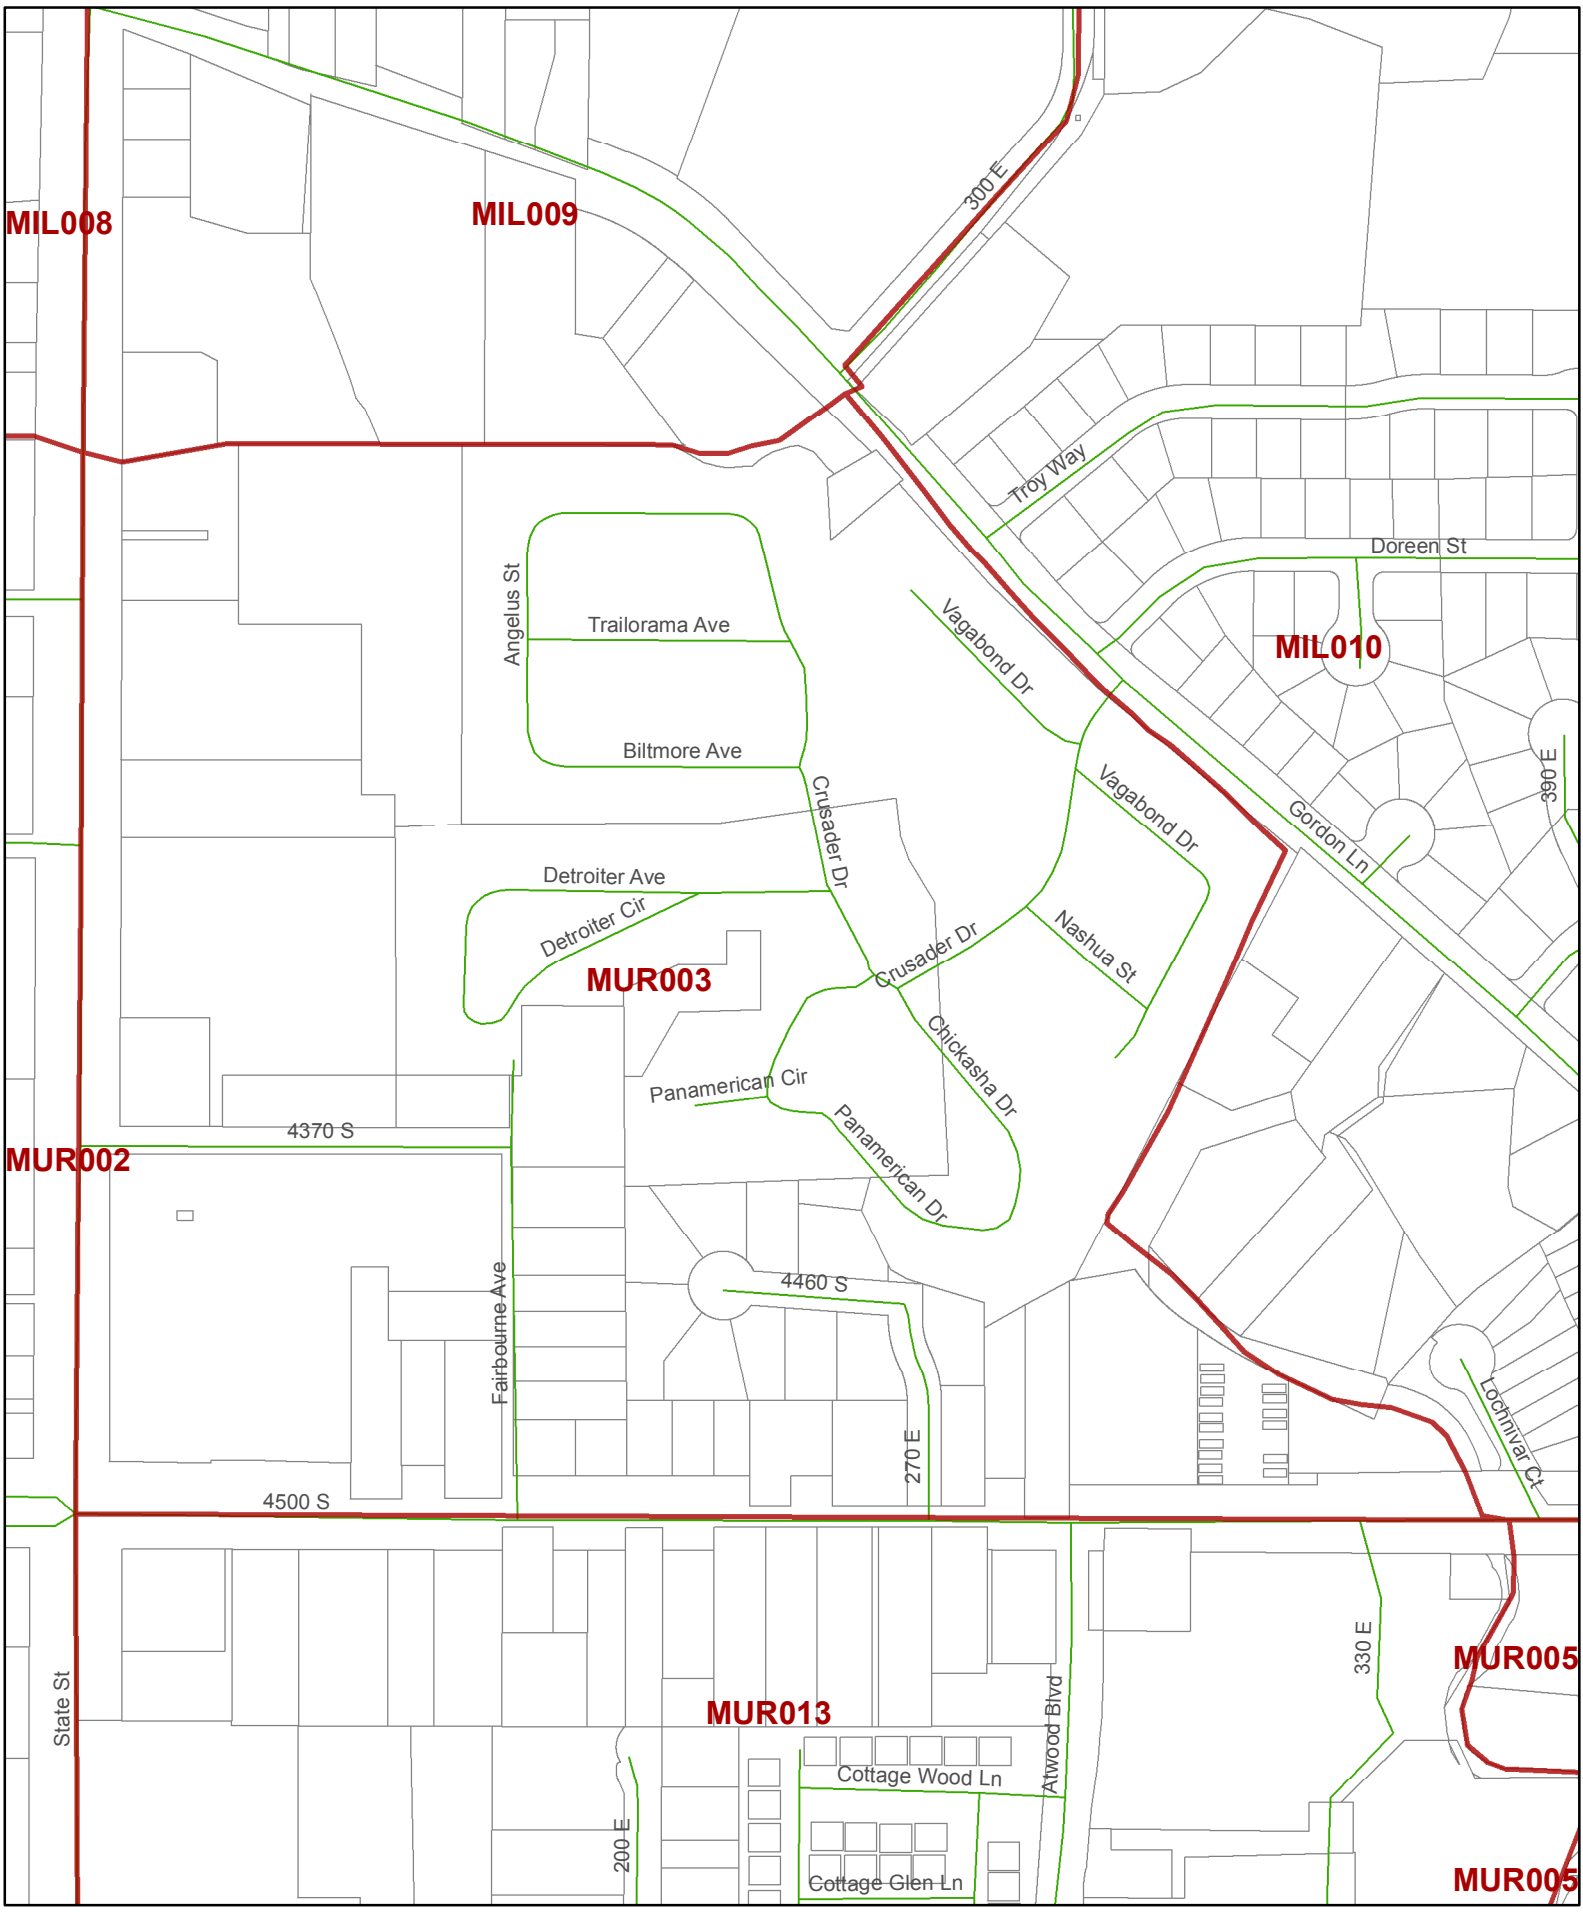 300 E
MIL008
MIL009
Troy Way
Doreen St
Angelus St
Trailorama Ave
Vagabond Dr
MIL010
Biltmore Ave
390 E
Crusader Dr
Vagabond Dr
Gordon Ln
Detroiter Ave
Detroiter Cir
Crusader Dr
Nashua St
MUR003
Chickasha Dr
Panamerican Cir
4370 S
Panamerican Dr
MUR002
4460 S
Fairbourne Ave
Lochnivar Ct
270 E
4500 S
330 E
MUR005
State St
MUR013
Atwood Blvd
Cottage Wood Ln
200 E
Cottage Glen Ln
MUR005